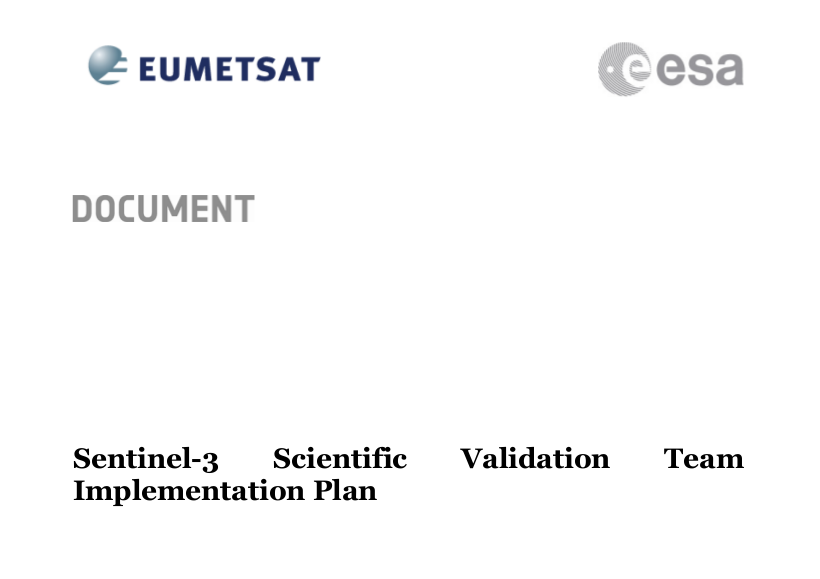 EUMETSAT
esa
DOCUMENT
Sentinel-3 Scientific Validation Team
Implementation Plan